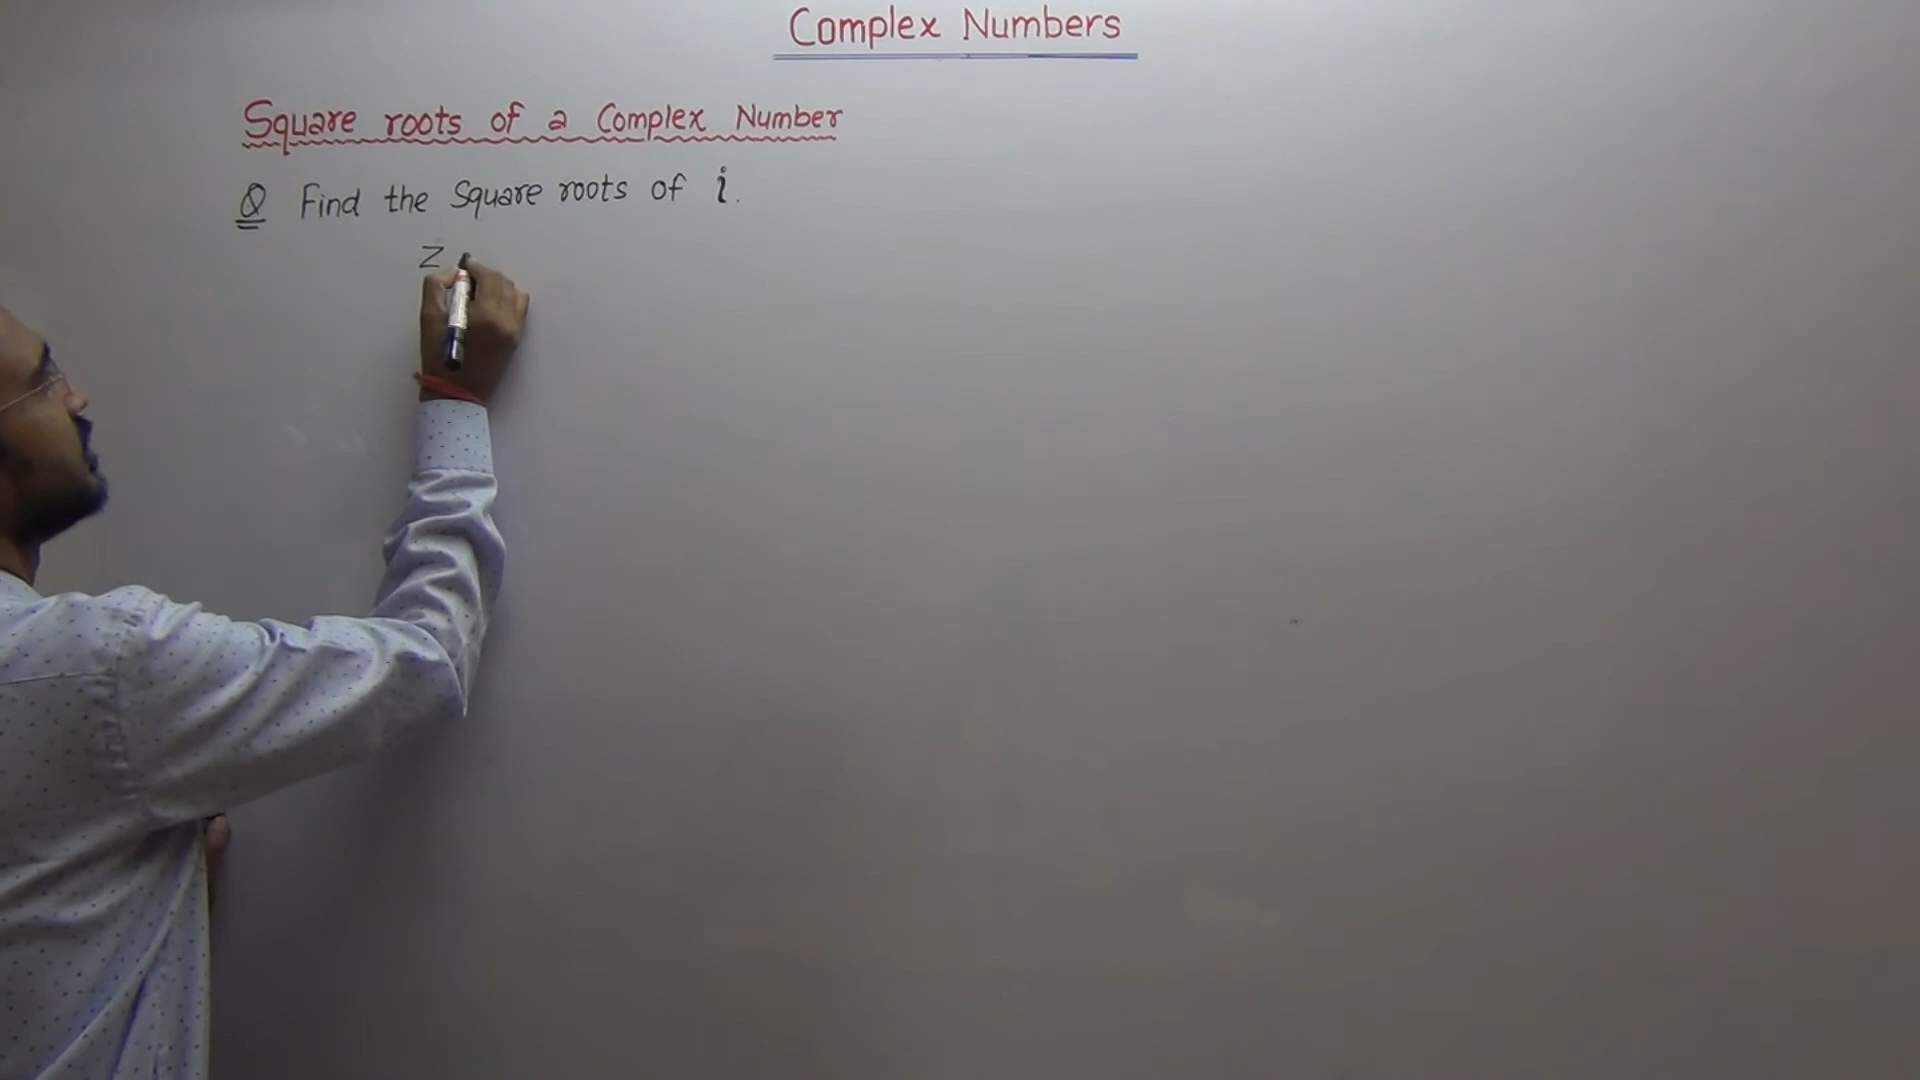 Complex Numbers
Square roots of a Complex Number
Q Find the Square roots of i.
Z